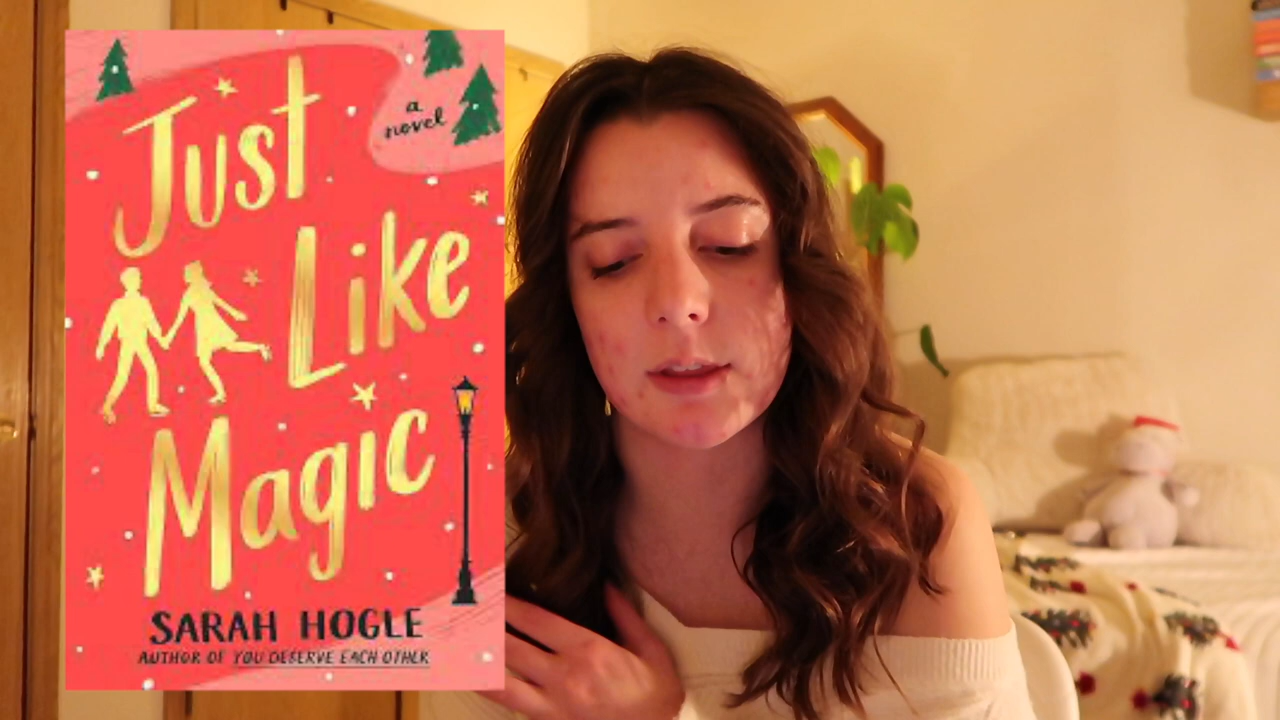 Just
a novel
Like
Magic
SARAH HOGLE
AUTHOR OF YOU DESERVE EACH OTHER